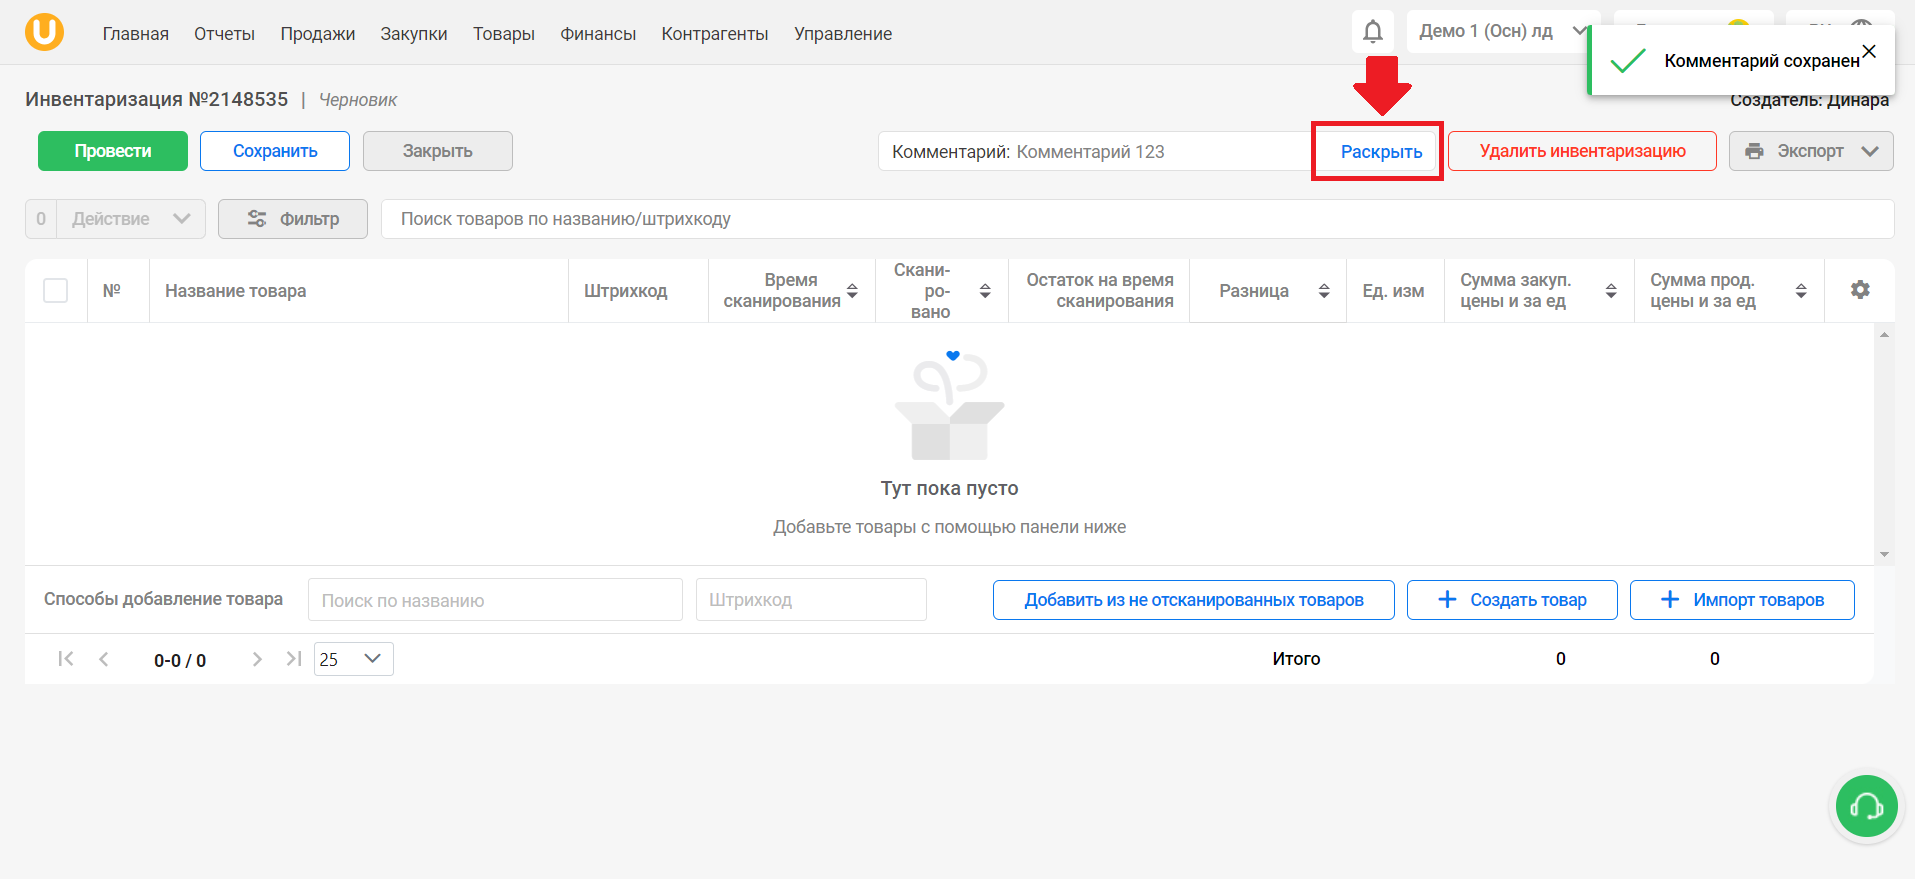 Главная Отчеты Продажи Закупки Товары Финансы Контрагенты Управление Демо 1 (Осн) лд
Комментарий сохранен
Инвентаризация №2148535 | Черновик
Создатель: Динара
Провести Сохранить Закрыть Комментарий: Комментарий 123 Раскрыть Удалить инвентаризацию Экспорт
0 Действие Фильтр Поиск товаров по названию/штрихкоду
№ Название товара Штрихкод Время сканирования Скани-ро-вано Остаток на время сканирования Разница Ед. изм Сумма закуп. цены и за ед Сумма прод. цены и за ед
Тут пока пусто
Добавьте товары с помощью панели ниже
Способы добавление товара Поиск по названию Штрихкод Добавить из не отсканированных товаров + Создать товар + Импорт товаров
0-0 / 0 25 Итого 0 0